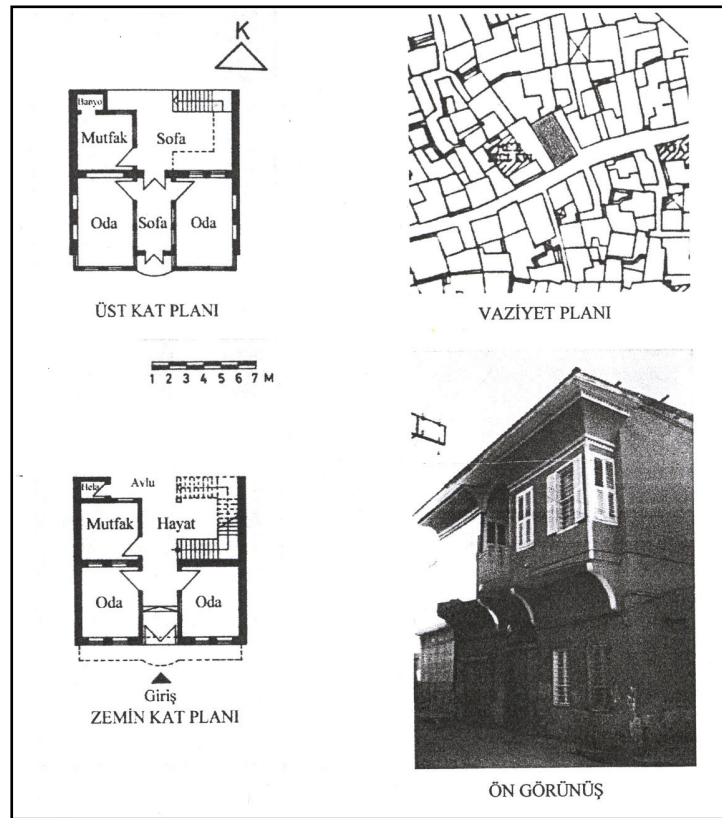 K
Banyo
Mutfak
Sofa
Oda
Sofa
Oda
ÜST KAT PLANI
VAZİYET PLANI
1 2 3 4 5 6 7 M
Hela
Avlu
Mutfak
Hayat
Oda
Oda
Giriş
ZEMİN KAT PLANI
ÖN GÖRÜNÜŞ